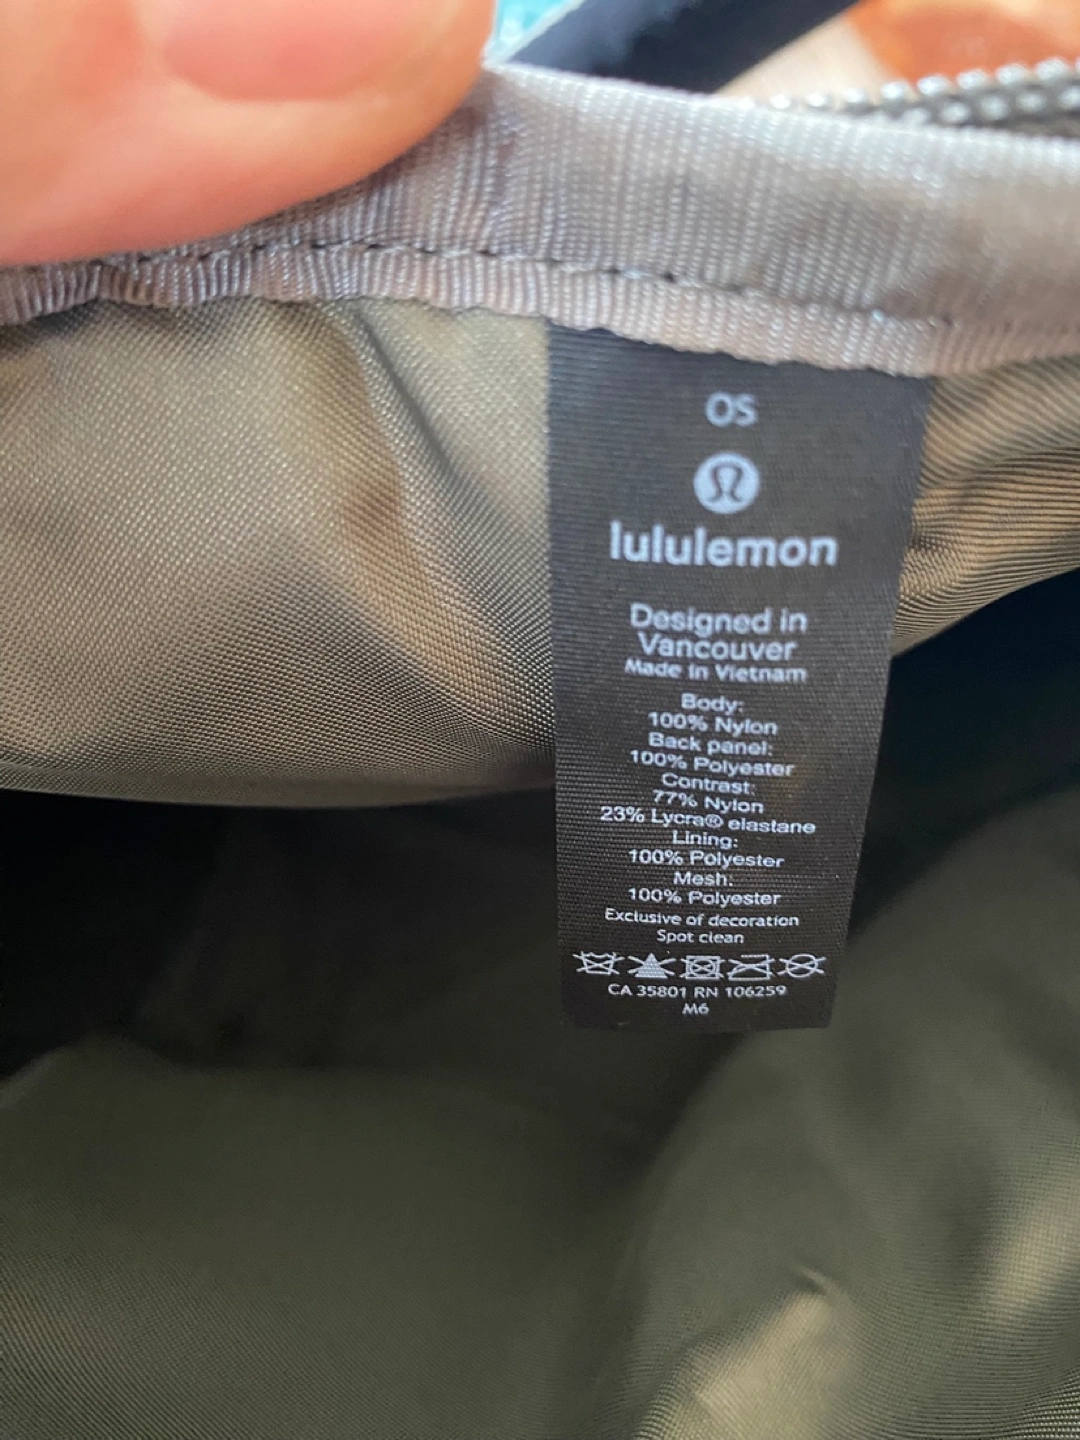 OS
lululemon
Designed in
Vancouver
Made in Vietnam
Body:
100% Nylon
Back panel:
100% Polyester
Contrast:
77% Nylon
23% Lycra® elastane
Lining:
100% Polyester
Mesh:
100% Polyester
Exclusive of decoration
Spot clean
CA 35801 RN 106259
M6